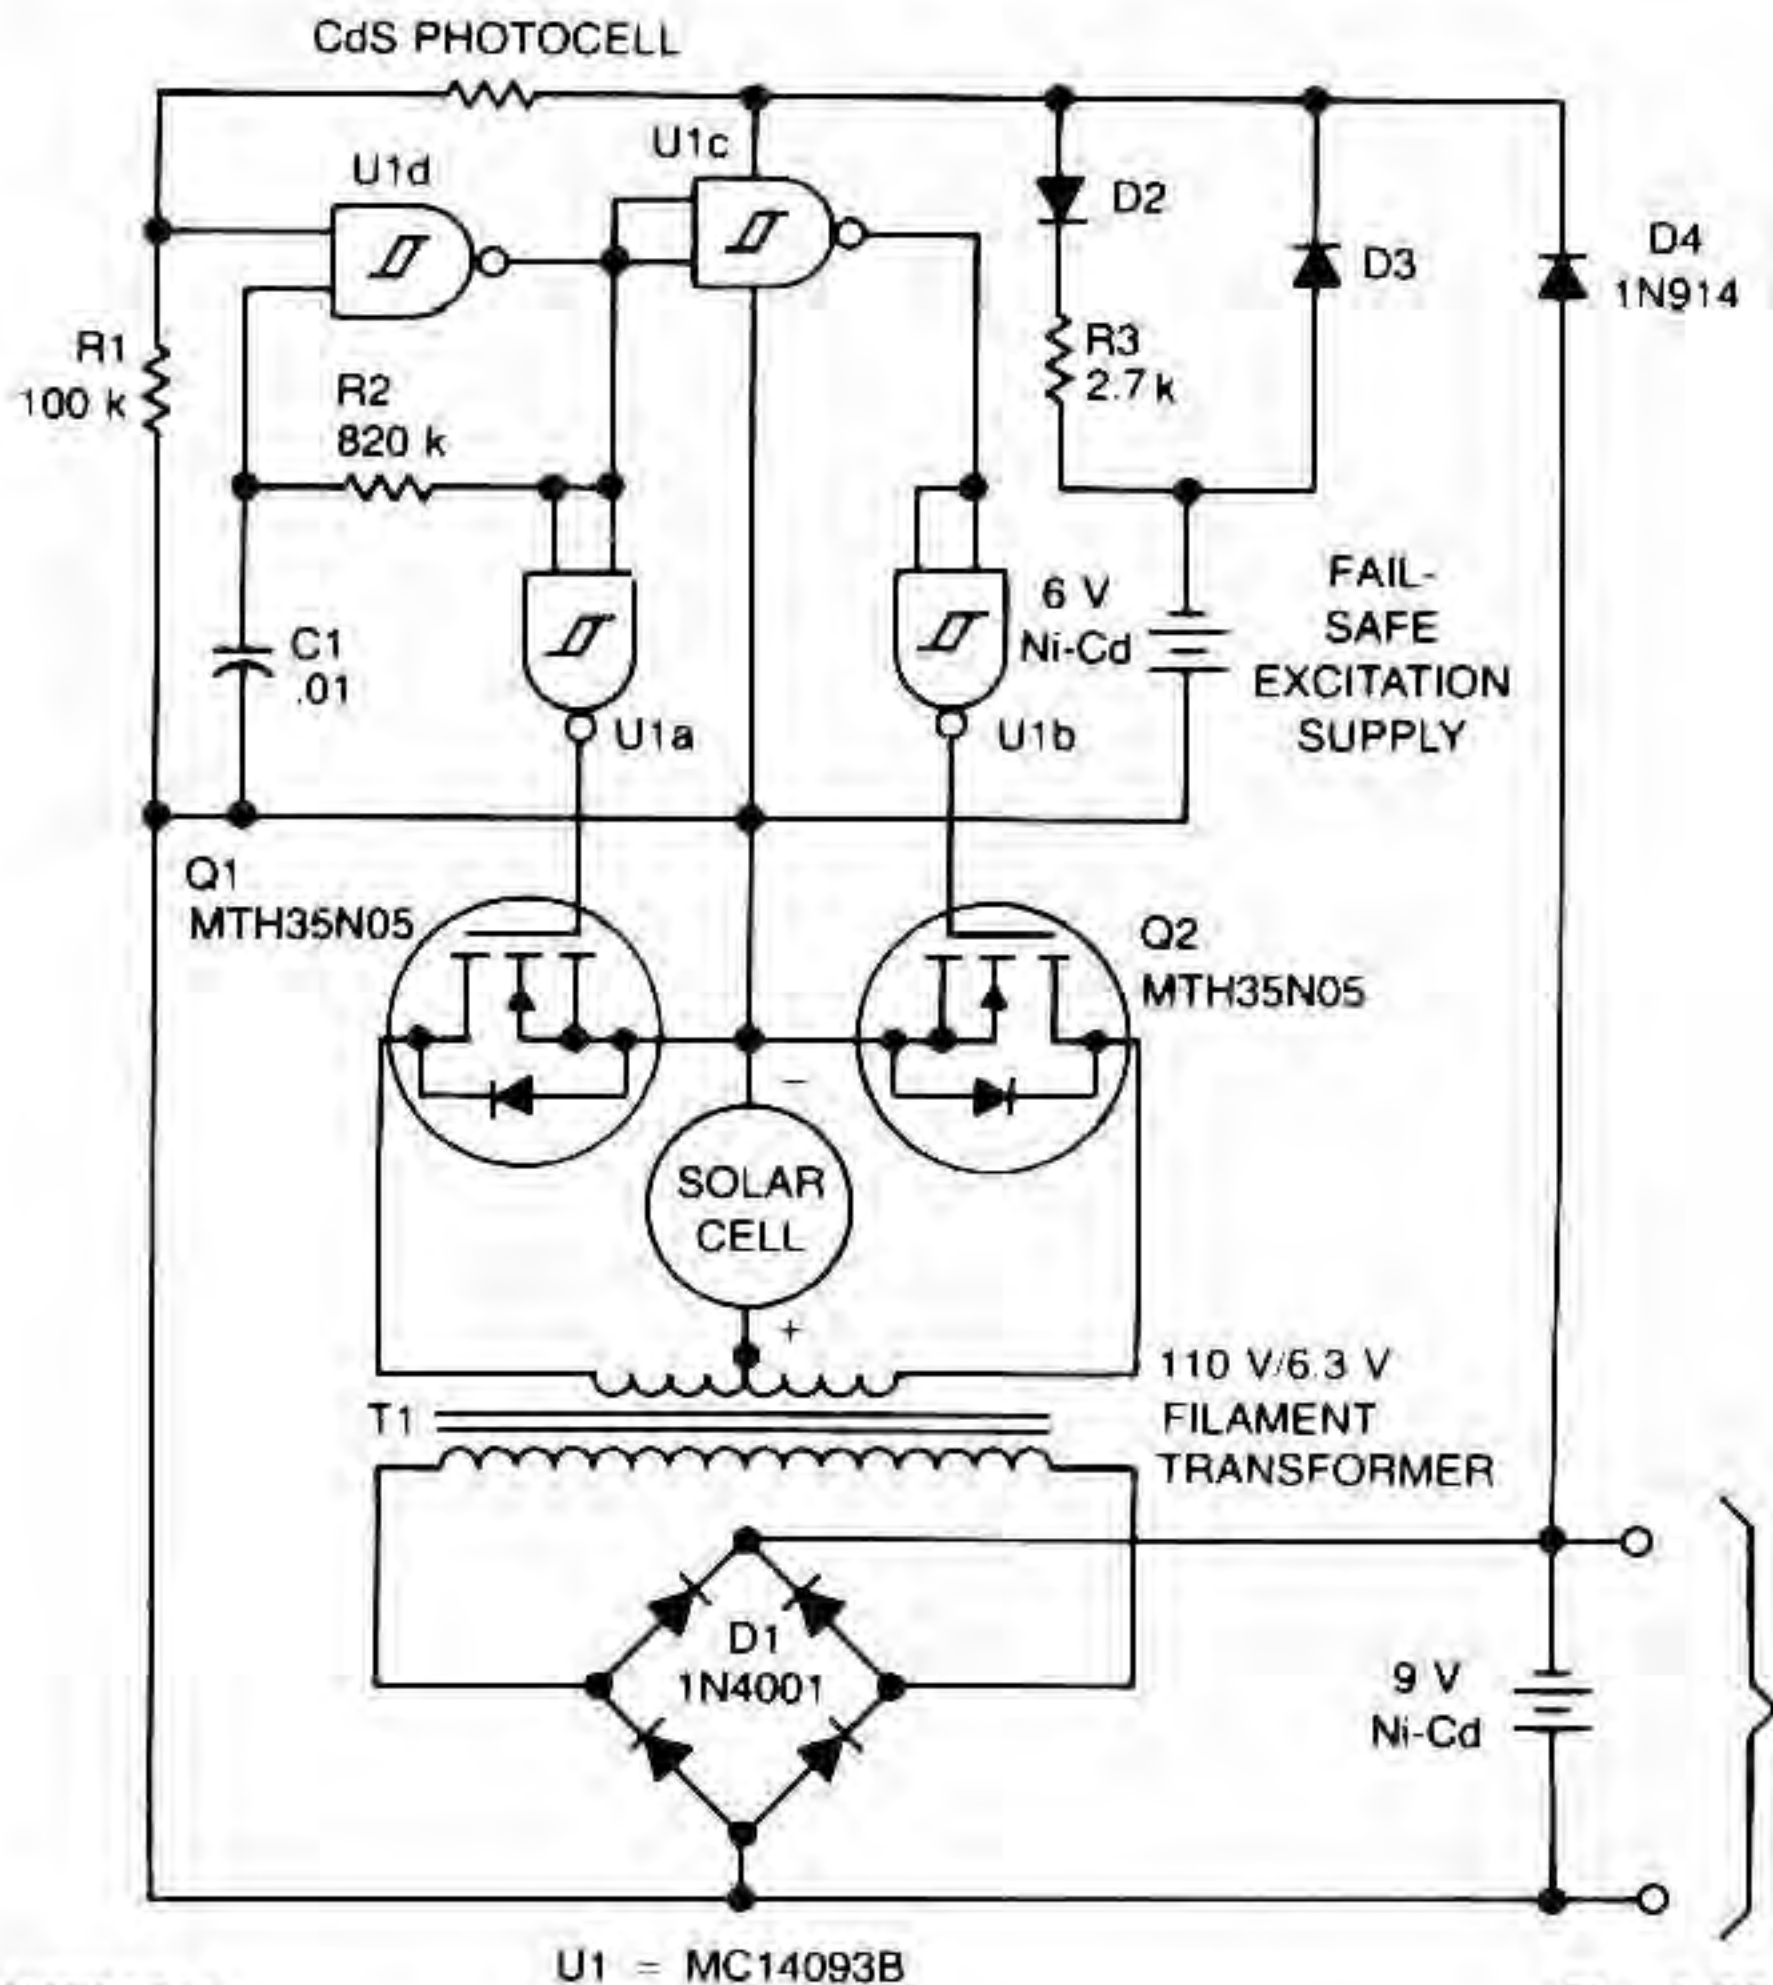 CdS PHOTOCELL
U1c
U1d
D2
D3
D4
1N914
R1
100 k
R2
820 k
R3
2.7 k
C1
.01
U1a
6 V
Ni-Cd
U1b
FAIL-
SAFE
EXCITATION
SUPPLY
Q1
MTH35N05
Q2
MTH35N05
−
SOLAR
CELL
+
T1
110 V/6.3 V
FILAMENT
TRANSFORMER
D1
1N4001
9 V
Ni-Cd
U1 = MC14093B